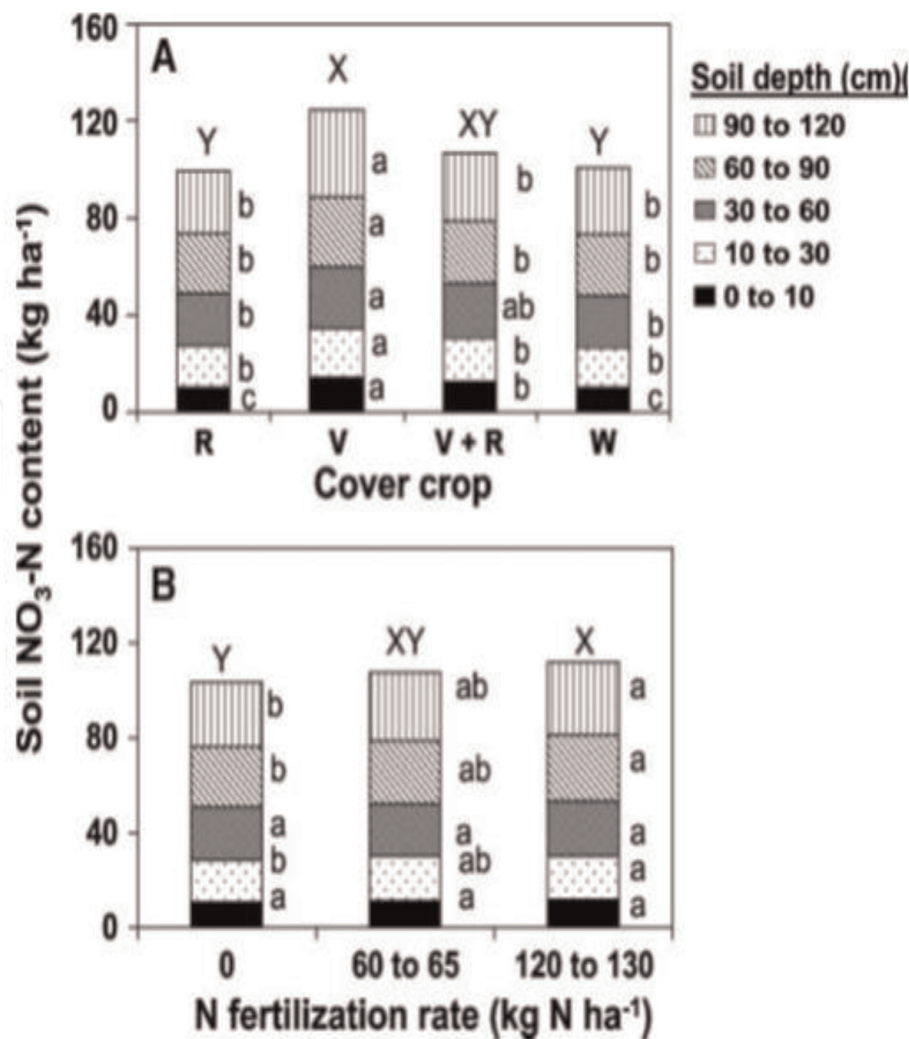 160
A
X
Soil depth (cm)(
120
Y
XY
Y
90 to 120
a
b
60 to 90
b
b
80
a
30 to 60
b
b
b
10 to 30
a
ab
40
b
b
0 to 10
a
b
b
b
a
b
0
c
c
R
V
V + R
W
Cover crop
Soil NO₃-N content (kg ha⁻¹)
160
B
XY
X
120
Y
ab
a
b
80
a
b
ab
a
a
a
40
b
ab
a
a
a
a
0
0
60 to 65
120 to 130
N fertilization rate (kg N ha⁻¹)